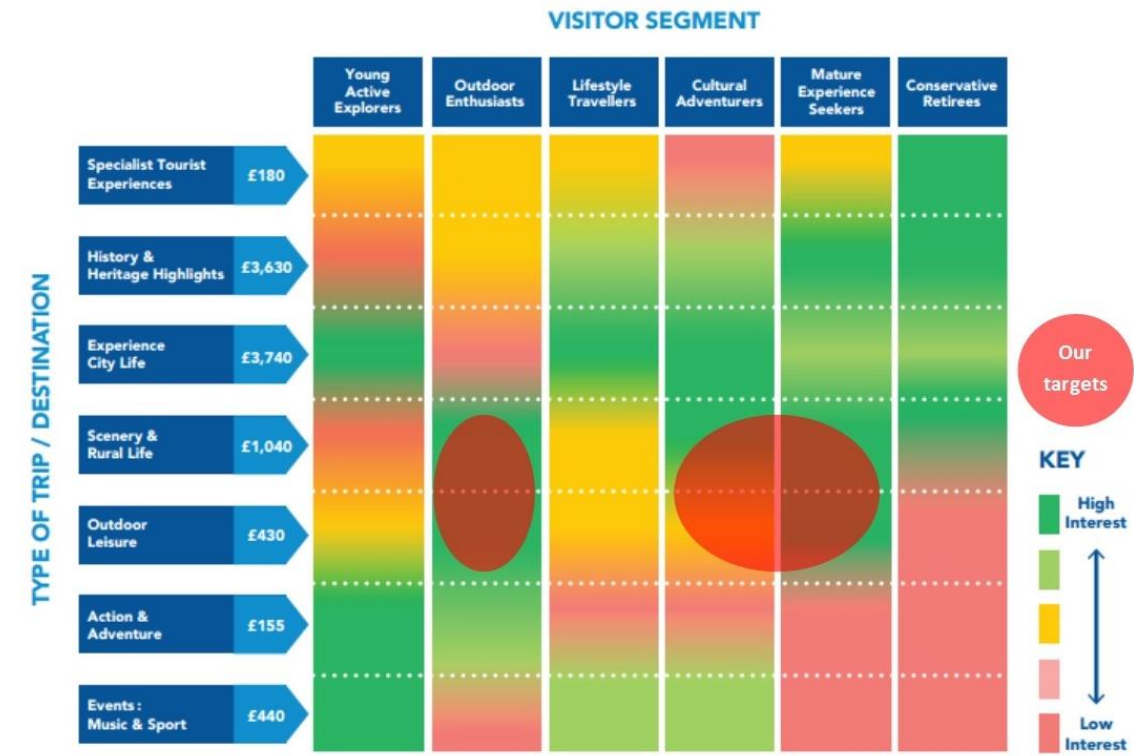 VISITOR SEGMENT
Young
Active
Explorers
Outdoor
Enthusiasts
Lifestyle
Travellers
Cultural
Adventurers
Mature
Experience
Seekers
Conservative
Retirees
TYPE OF TRIP / DESTINATION
Specialist Tourist
Experiences
£180
History &
Heritage Highlights
£3,630
Experience
City Life
£3,740
Scenery &
Rural Life
£1,040
Outdoor
Leisure
£430
Action &
Adventure
£155
Events:
Music & Sport
£440
Our
targets
KEY
High
Interest
Low
Interest